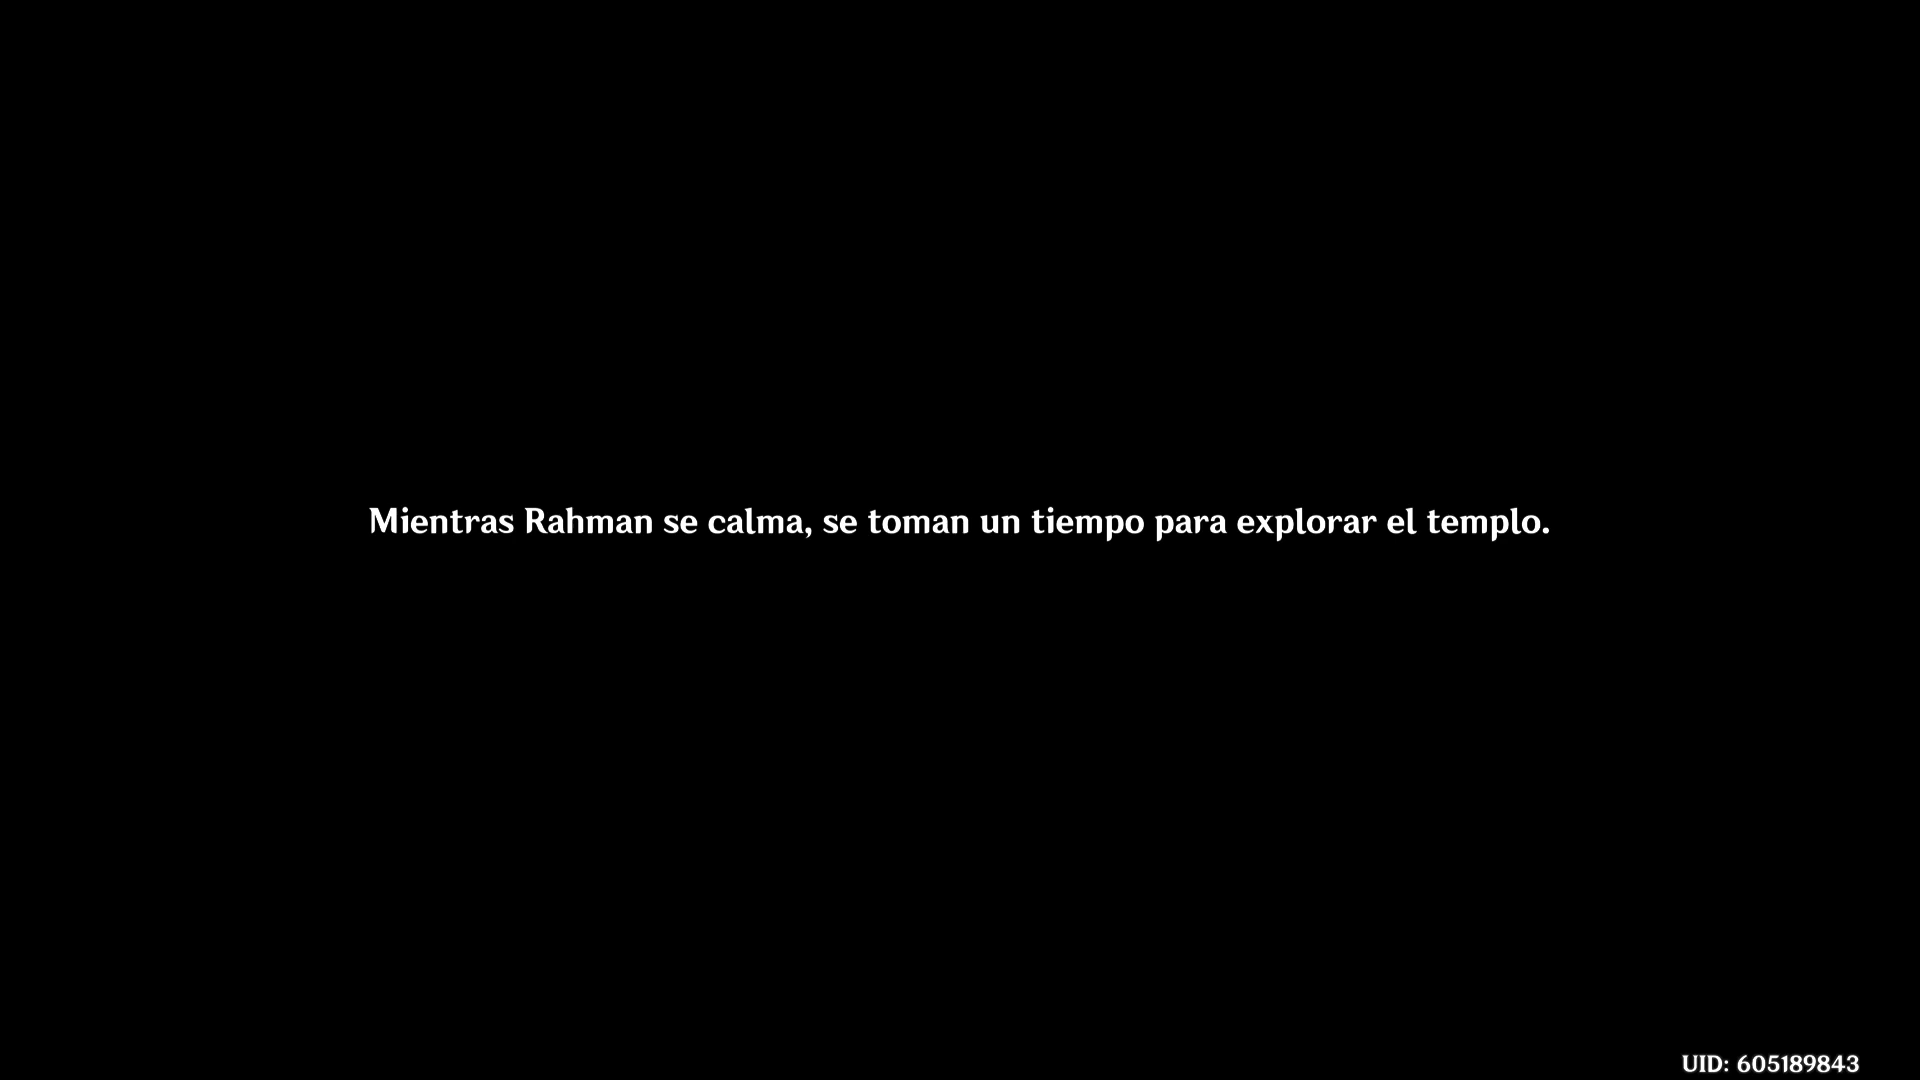 Mientras Rahman se calma, se toman un tiempo para explorar el templo.
UID: 605189843